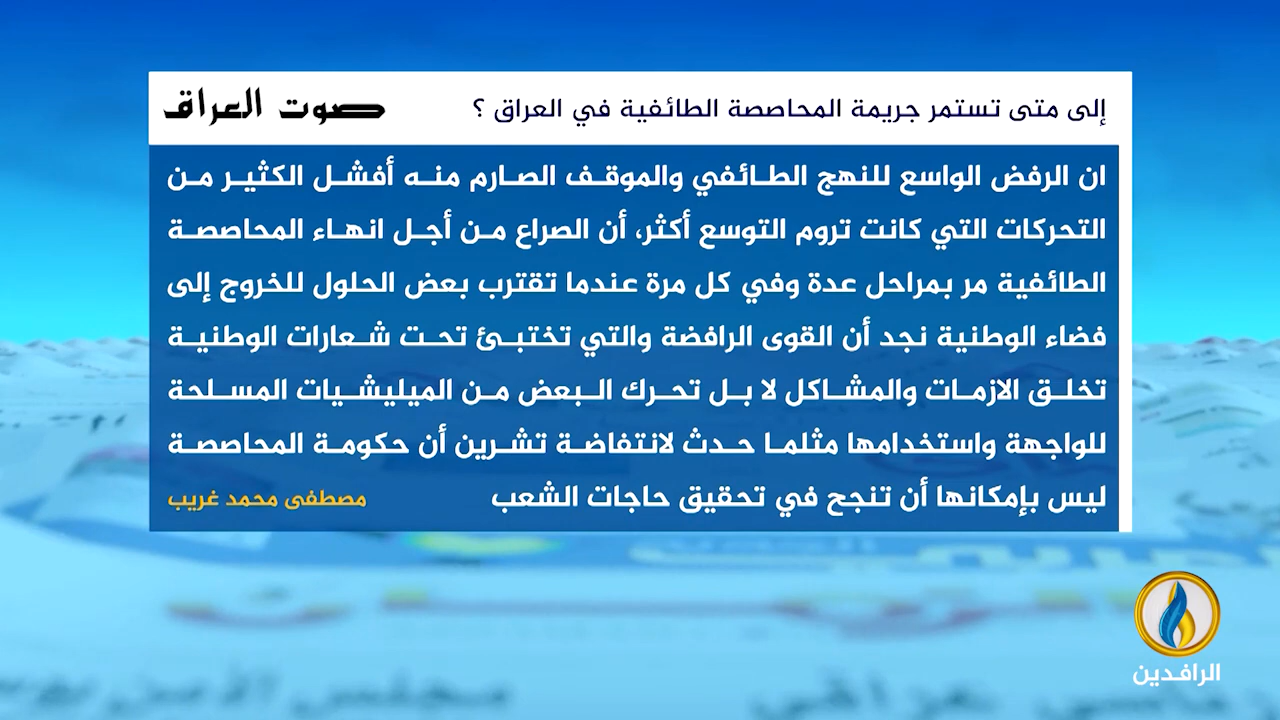 إلى متى تستمر جريمة المحاصصة الطائفية في العراق ؟
صوت العراق
ان الرفض الواسع للنهج الطائفي والموقف الصارم منه أفشل الكثير من
التحركات التي كانت تروم التوسع أكثر، أن الصراع من أجل انهاء المحاصصة
الطائفية مر بمراحل عدة وفي كل مرة عندما تقترب بعض الحلول للخروج إلى
فضاء الوطنية نجد أن القوى الرافضة والتي تختبئ تحت شعارات الوطنية
تخلق الازمات والمشاكل لا بل تحرك البعض من الميليشيات المسلحة
للواجهة واستخدامها مثلما حدث لانتفاضة تشرين أن حكومة المحاصصة
ليس بإمكانها أن تنجح في تحقيق حاجات الشعب
مصطفى محمد غريب
الرافدين
مجلس الأمن